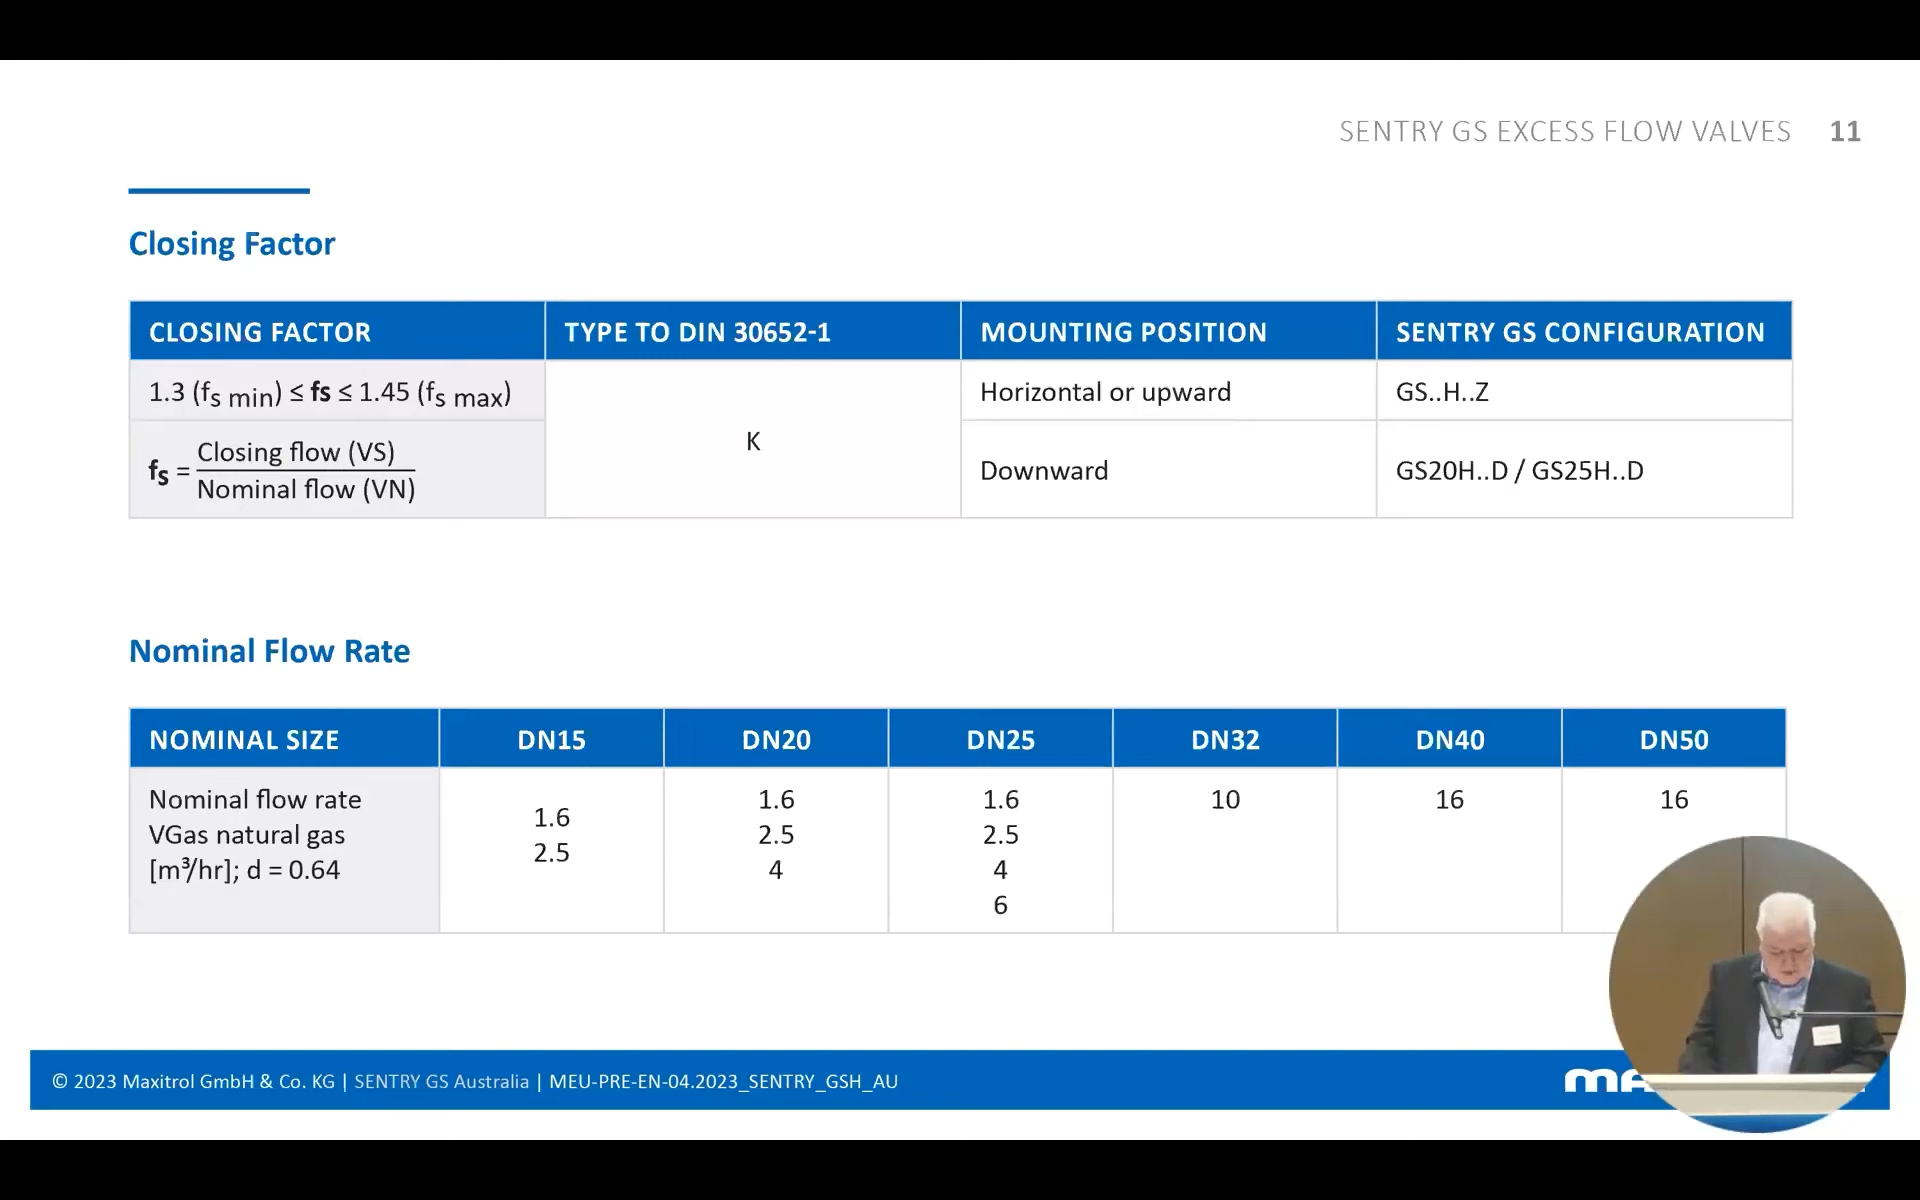 SENTRY GS EXCESS FLOW VALVES 11
Closing Factor
CLOSING FACTOR TYPE TO DIN 30652-1 MOUNTING POSITION SENTRY GS CONFIGURATION
1.3 (fs min) ≤ fs ≤ 1.45 (fs max) Horizontal or upward GS..H..Z
K
fs = Closing flow (VS) Downward GS20H..D / GS25H..D
Nominal flow (VN)
Nominal Flow Rate
NOMINAL SIZE DN15 DN20 DN25 DN32 DN40 DN50
Nominal flow rate 1.6 1.6 1.6 10 16 16
VGas natural gas 2.5 2.5 2.5
[m³/hr]; d = 0.64 4 4
6
© 2023 Maxitrol GmbH & Co. KG | SENTRY GS Australia | MEU-PRE-EN-04.2023_SENTRY_GSH_AU